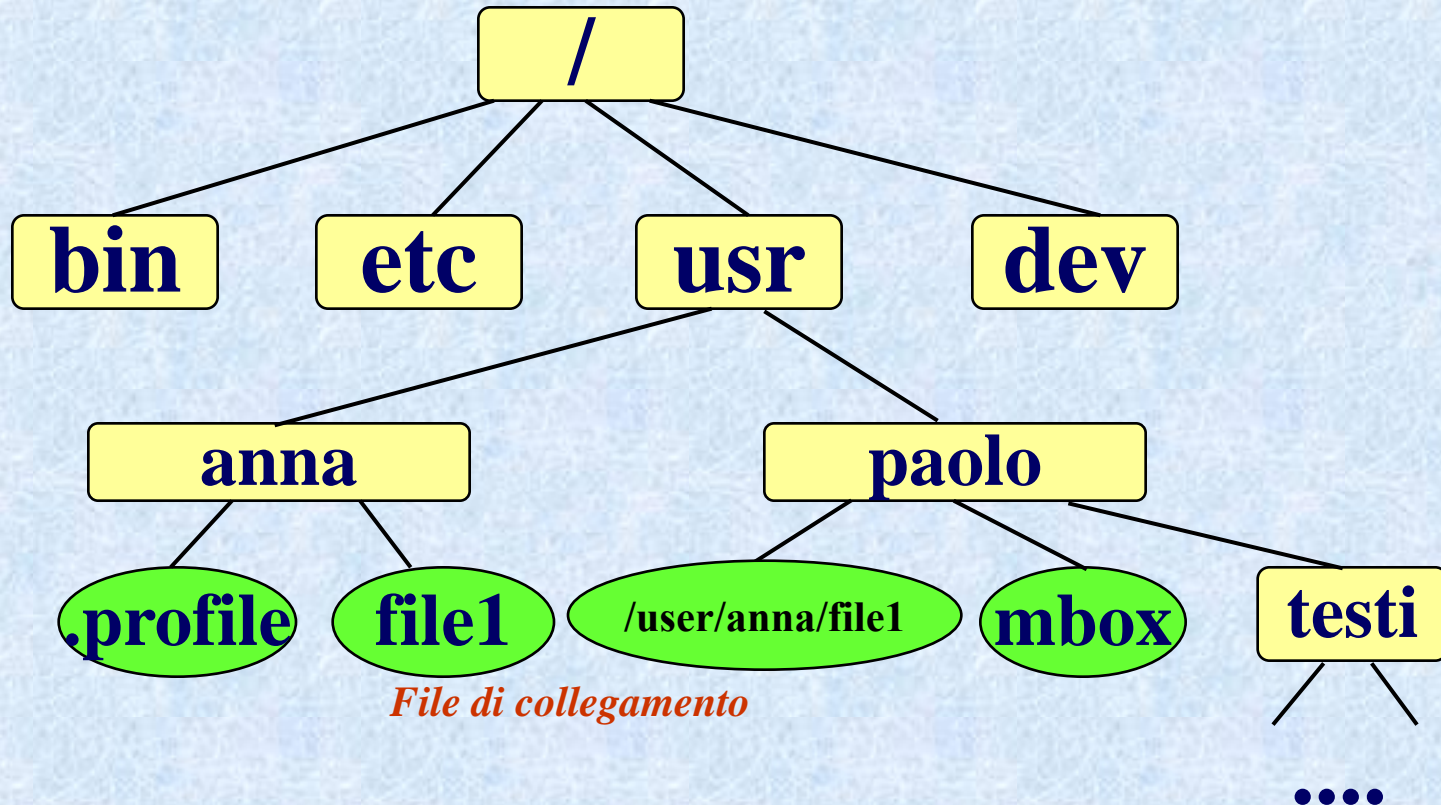 /
bin etc usr dev
anna paolo
.profile file1 /user/anna/file1 mbox testi
File di collegamento
....